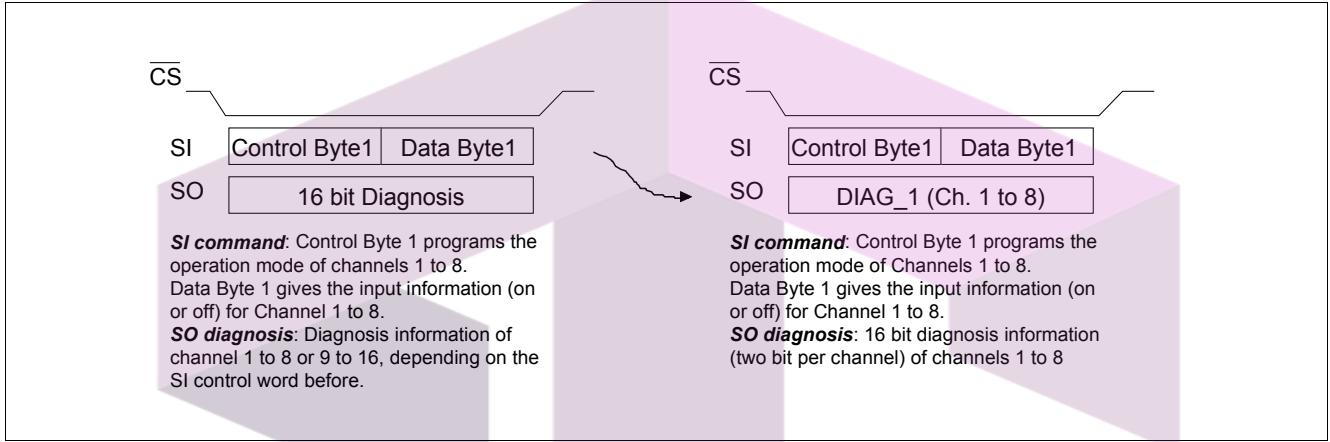 CS
SI Control Byte1 Data Byte1
SO 16 bit Diagnosis
SI command: Control Byte 1 programs the
operation mode of channels 1 to 8.
Data Byte 1 gives the input information (on
or off) for Channel 1 to 8.
SO diagnosis: Diagnosis information of
channel 1 to 8 or 9 to 16, depending on the
SI control word before.
CS
SI Control Byte1 Data Byte1
SO DIAG_1 (Ch. 1 to 8)
SI command: Control Byte 1 programs the
operation mode of Channels 1 to 8.
Data Byte 1 gives the input information (on
or off) for Channel 1 to 8.
SO diagnosis: 16 bit diagnosis information
(two bit per channel) of channels 1 to 8